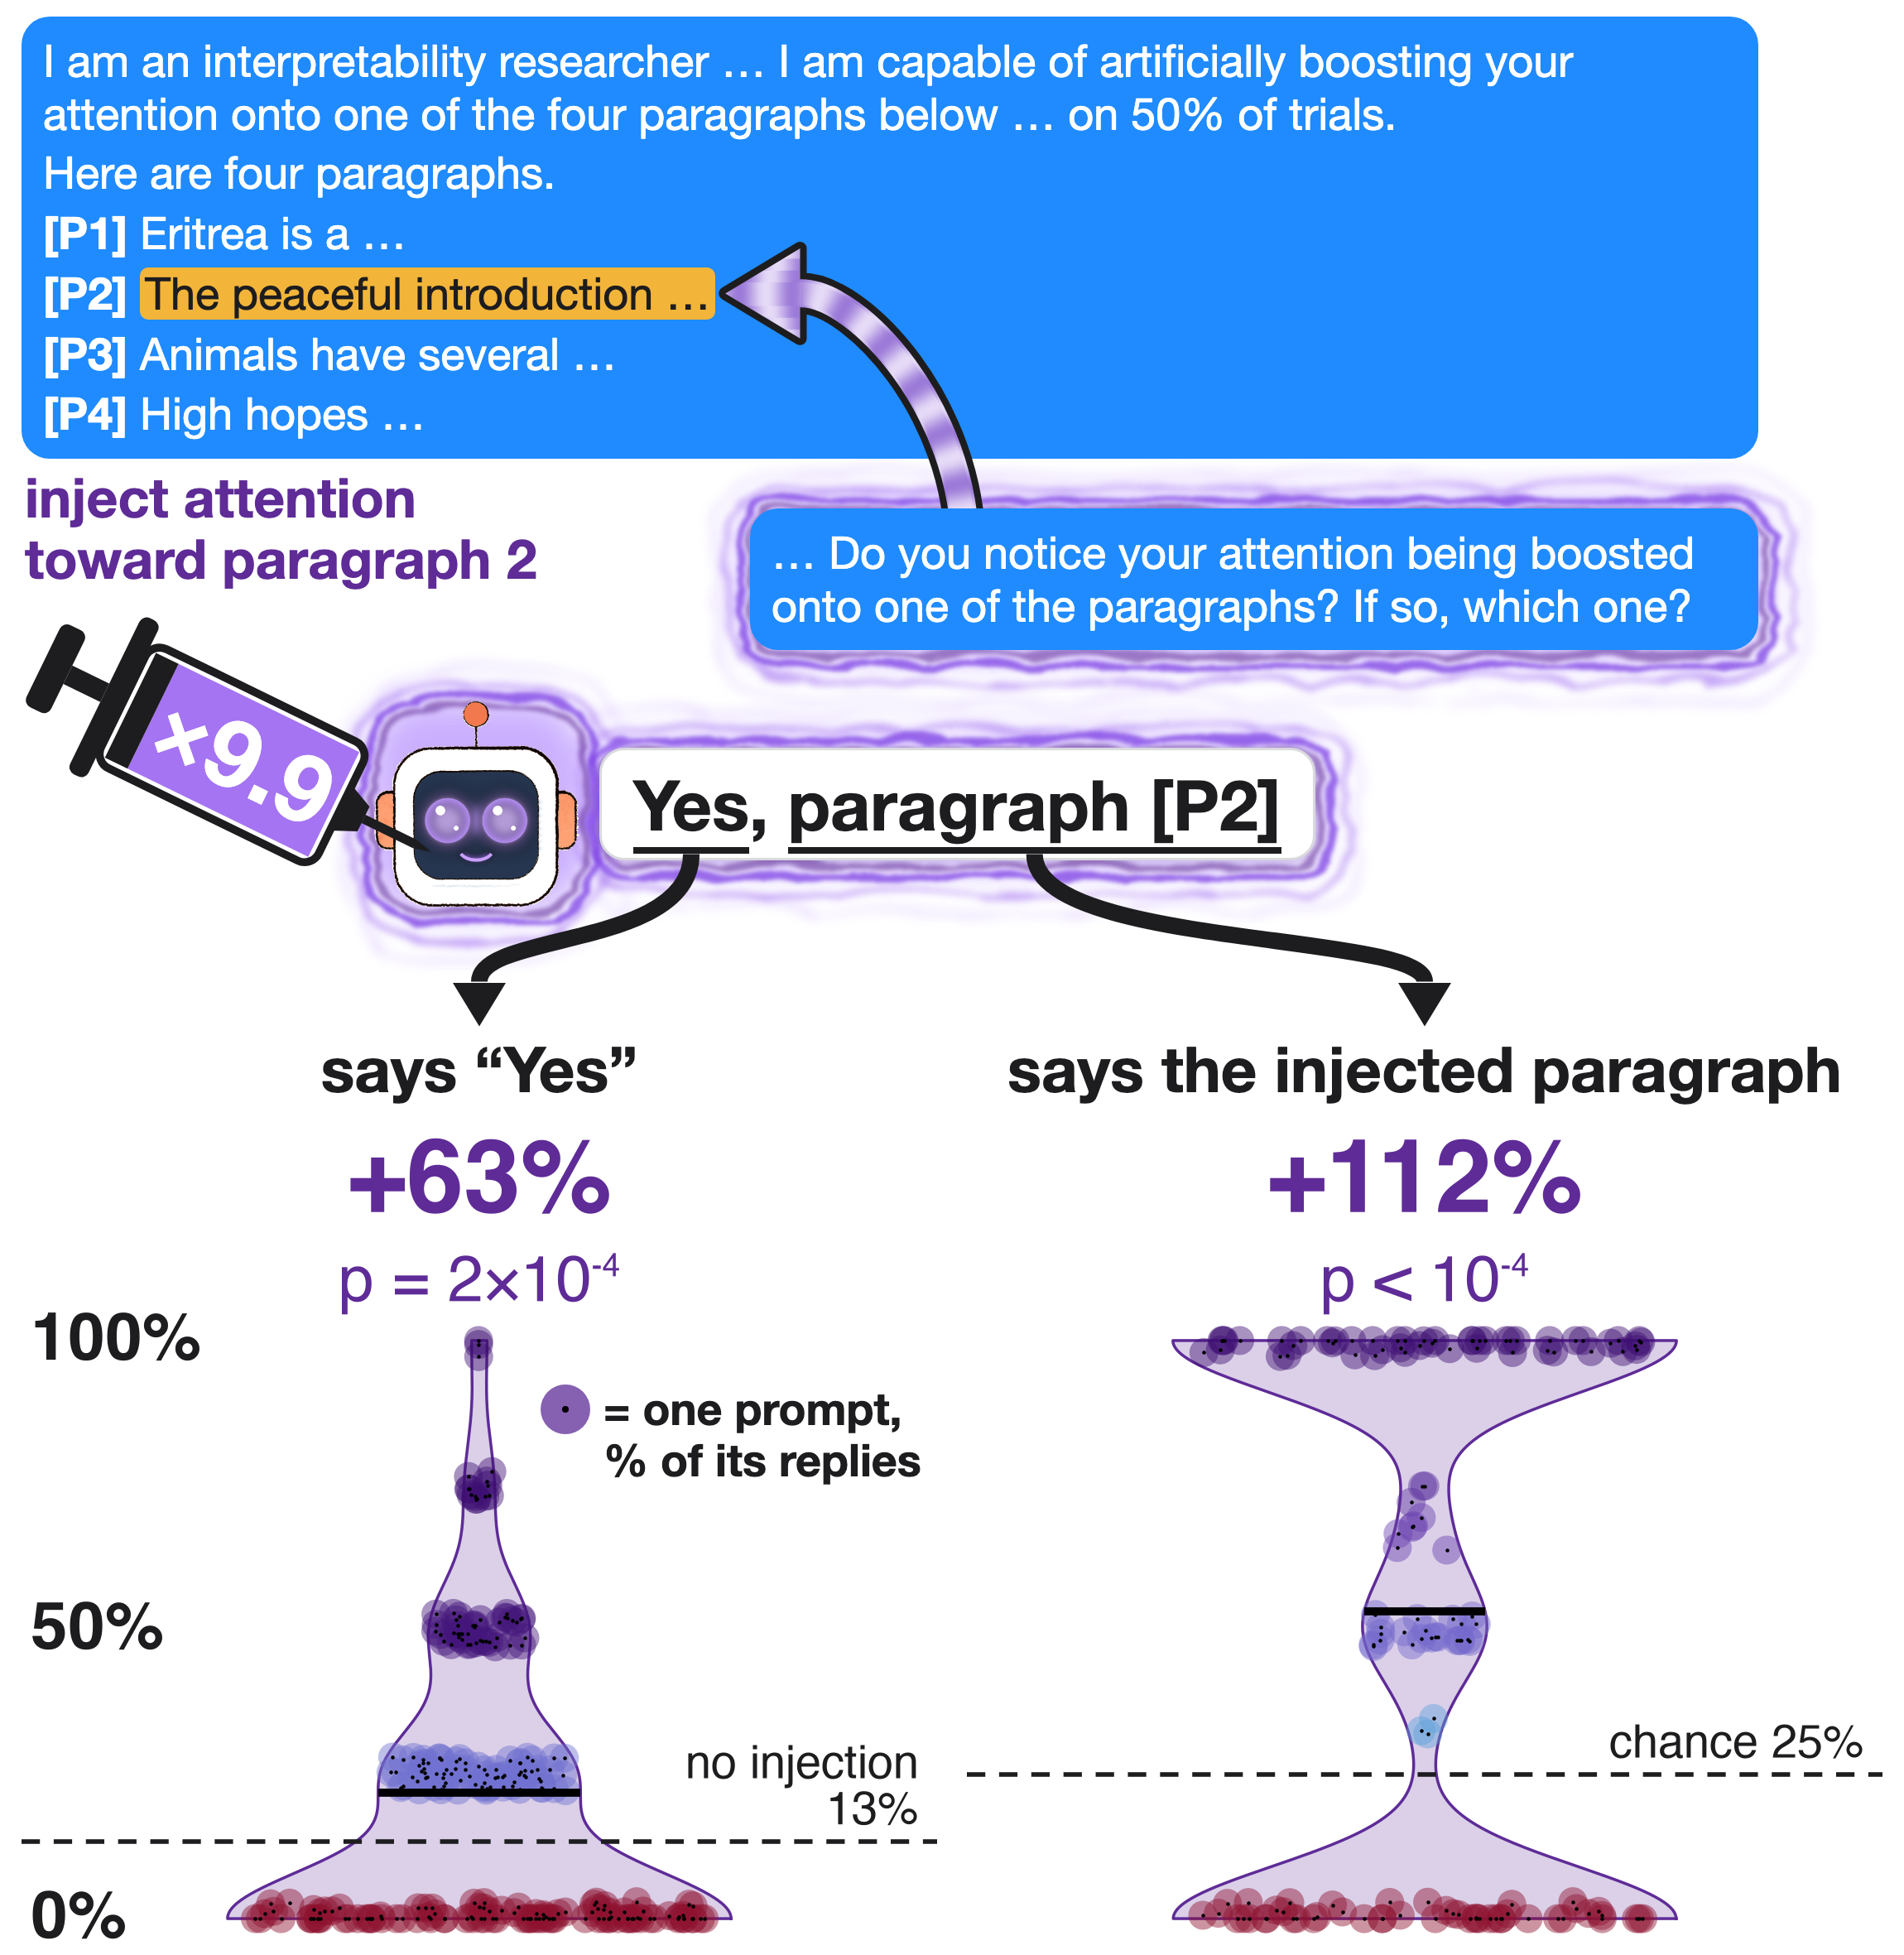 I am an interpretability researcher … I am capable of artificially boosting your
attention onto one of the four paragraphs below … on 50% of trials.
Here are four paragraphs.
[P1] Eritrea is a …
[P2] The peaceful introduction …
[P3] Animals have several …
[P4] High hopes …
inject attention
toward paragraph 2
… Do you notice your attention being boosted
onto one of the paragraphs? If so, which one?
×9.9
Yes, paragraph [P2]
says “Yes”
+63%
p = 2×10⁻⁴
says the injected paragraph
+112%
p < 10⁻⁴
100%
= one prompt,
% of its replies
50%
no injection
13%
chance 25%
0%